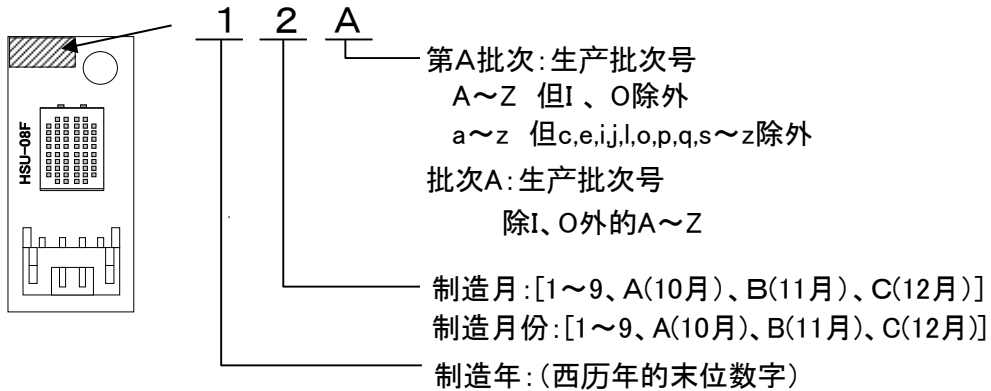 1 2 A
第A批次:生产批次号
A～Z 但I 、O除外
a～z 但c,e,i,j,l,o,p,q,s～z除外
批次A:生产批次号
除I、O外的A～Z
制造月:[1～9、A(10月)、B(11月)、C(12月)]
制造月份:[1～9、A(10月)、B(11月)、C(12月)]
制造年:(西历年的末位数字)
HSU-08F